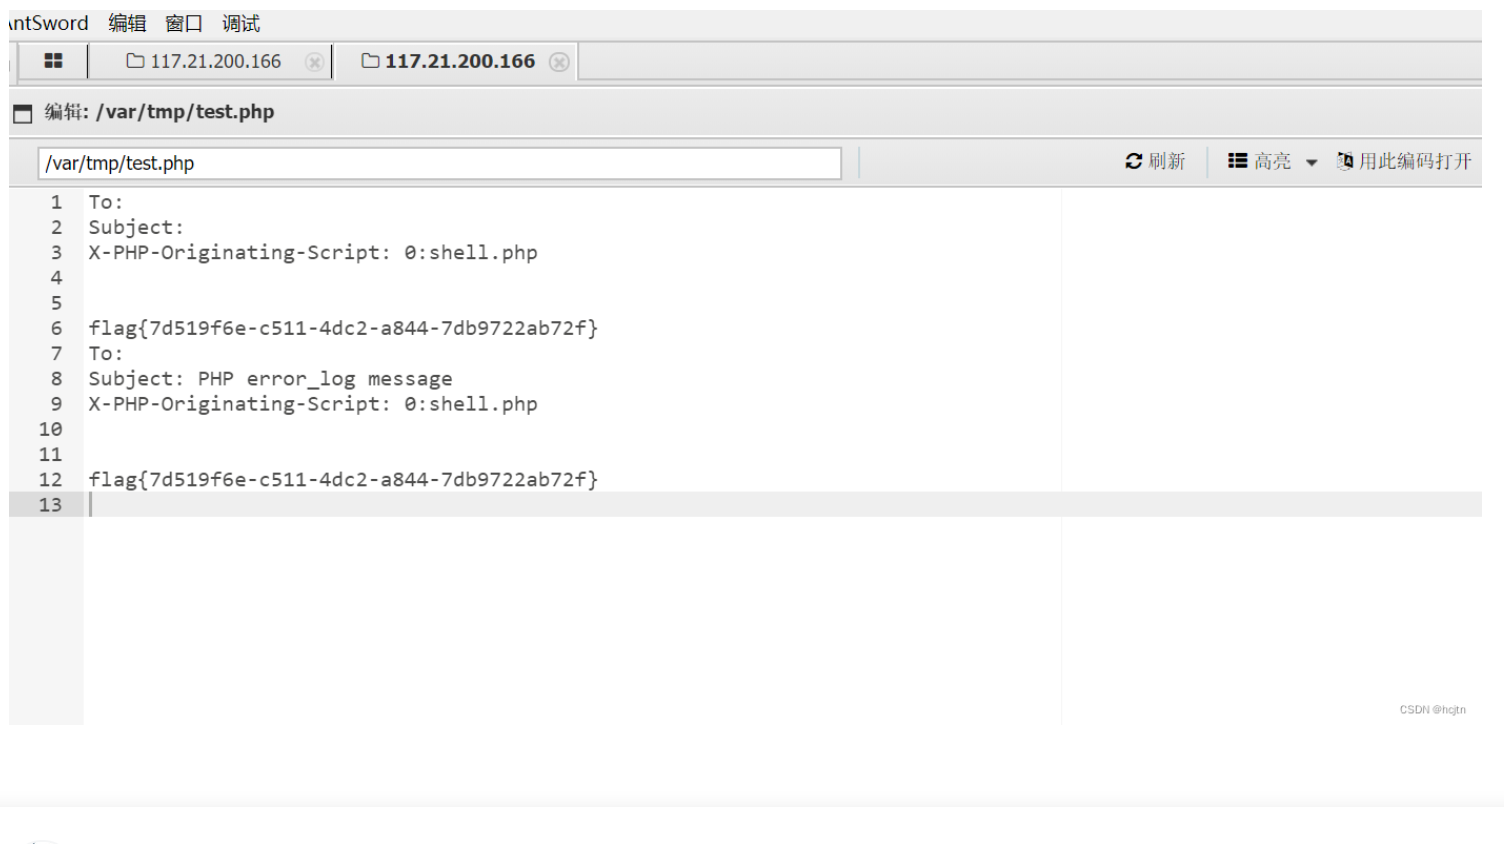 AntSword 编辑 窗口 调试
117.21.200.166 117.21.200.166
编辑: /var/tmp/test.php
/var/tmp/test.php 刷新 高亮 用此编码打开
1 To:
2 Subject:
3 X-PHP-Originating-Script: 0:shell.php
4
5
6 flag{7d519f6e-c511-4dc2-a844-7db9722ab72f}
7 To:
8 Subject: PHP error_log message
9 X-PHP-Originating-Script: 0:shell.php
10
11
12 flag{7d519f6e-c511-4dc2-a844-7db9722ab72f}
13
CSDN @hcjtn